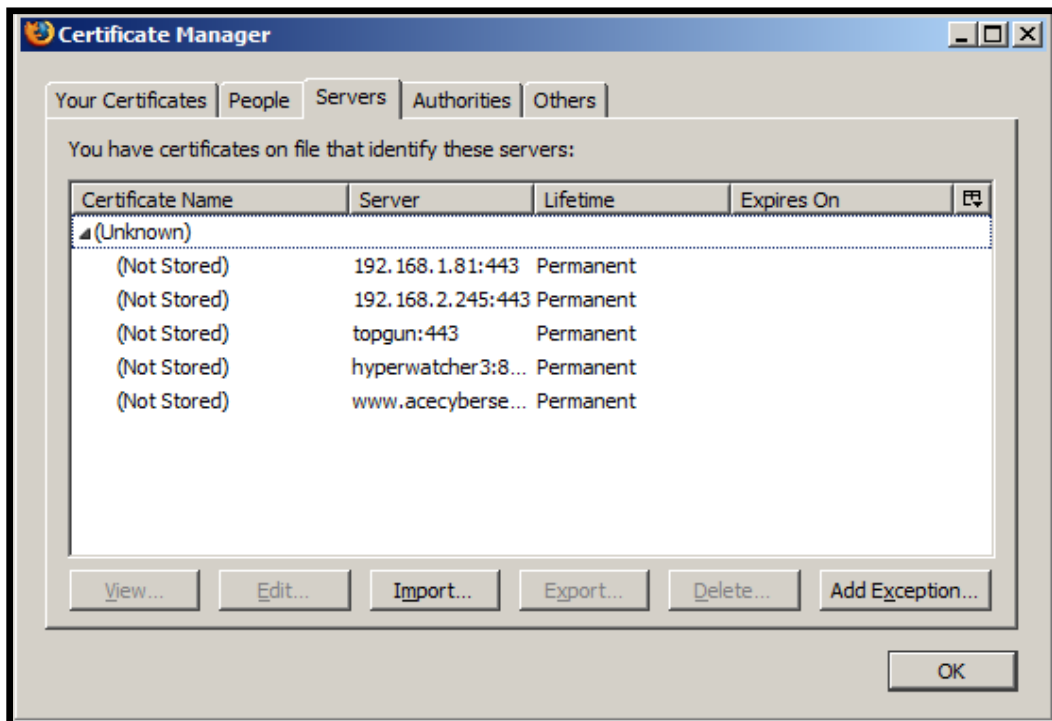 Certificate Manager
Your Certificates People Servers Authorities Others
You have certificates on file that identify these servers:
Certificate Name Server Lifetime Expires On
(Unknown)
(Not Stored) 192.168.1.81:443 Permanent
(Not Stored) 192.168.2.245:443 Permanent
(Not Stored) topgun:443 Permanent
(Not Stored) hyperwatcher3:8... Permanent
(Not Stored) www.acecyberse... Permanent
View... Edit... Import... Export... Delete... Add Exception...
OK